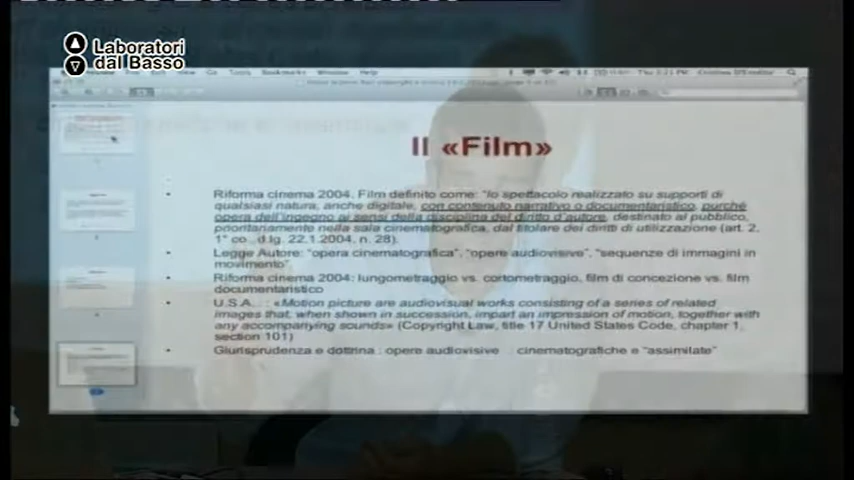 Laboratori
dal Basso
Go Tools Bookmarks Window Help
Il «Film»
Riforma cinema 2004. Film definito come: "lo spettacolo realizzato su supporti di
qualsiasi natura, anche digitale, con contenuto narrativo o documentaristico, purché
opera dell'ingegno ai sensi della disciplina del diritto d'autore, destinato al pubblico,
prioritariamente nella sala cinematografica, dal titolare dei diritti di utilizzazione (art. 2,
1° co., d.lg. 22.1.2004, n. 28).
Legge Autore: "opera cinematografica", "opere audiovisive", "sequenze di immagini in
movimento"
Riforma cinema 2004: lungometraggio vs. cortometraggio, film di concezione vs. film
documentaristico
U.S.A. : «Motion picture are audiovisual works consisting of a series of related
images that, when shown in succession, impart an impression of motion, together with
any accompanying sounds» (Copyright Law, title 17 United States Code, chapter 1,
section 101)
Giurisprudenza e dottrina : opere audiovisive : cinematografiche e "assimilate"